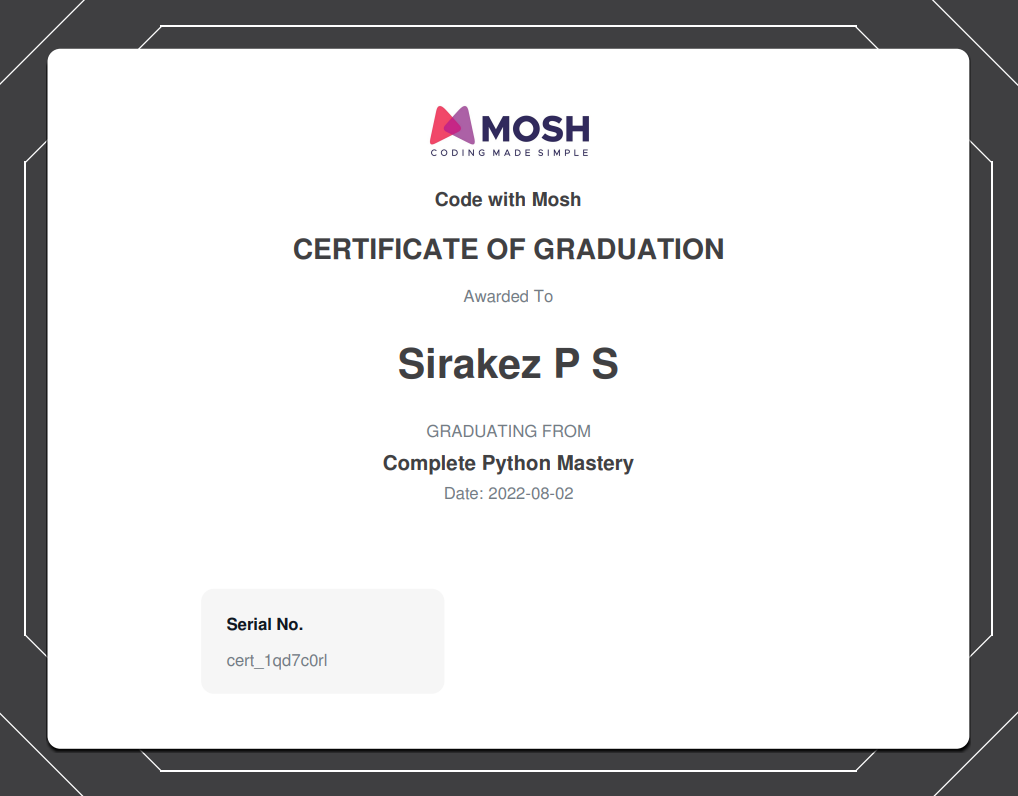 MOSH
CODING MADE SIMPLE
Code with Mosh
CERTIFICATE OF GRADUATION
Awarded To
Sirakez P S
GRADUATING FROM
Complete Python Mastery
Date: 2022-08-02
Serial No.
cert_1qd7c0rl